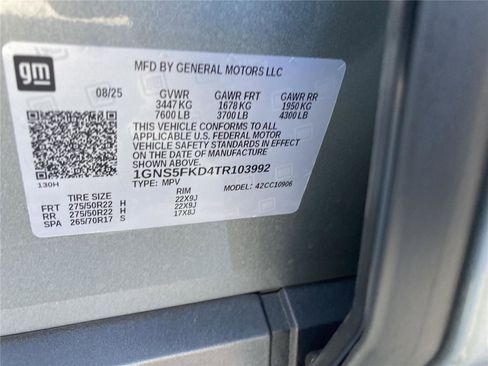 gm
MFD BY GENERAL MOTORS LLC
08/25 GVWR GAWR FRT GAWR RR
3447 KG 1678 KG 1950 KG
7600 LB 3700 LB 4300 LB
THIS VEHICLE CONFORMS TO ALL
APPLICABLE U.S. FEDERAL MOTOR
VEHICLE SAFETY STANDARDS IN
EFFECT ON THE DATE OF MANUFACTURE
SHOWN ABOVE.
1GNS5FKD4TR103992
130H TYPE: MPV MODEL: 42CC10906
TIRE SIZE RIM
FRT 275/50R22 H 22X9J
RR 275/50R22 H 22X9J
SPA 265/70R17 S 17X8J